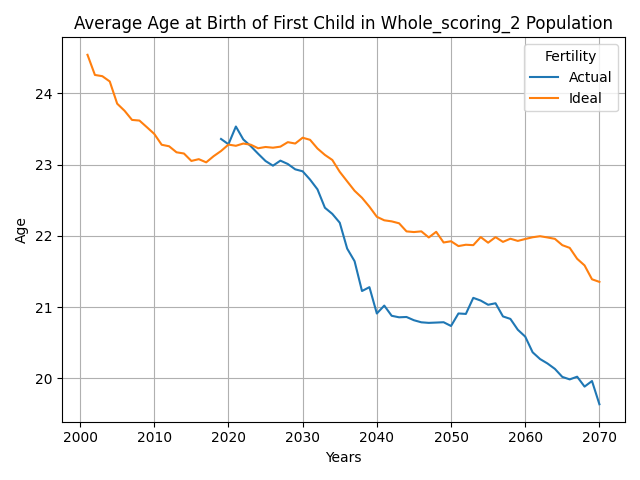 Average Age at Birth of First Child in Whole_scoring_2 Population
Fertility
Actual
Ideal
Age
24
23
22
21
20
2000 2010 2020 2030 2040 2050 2060 2070
Years